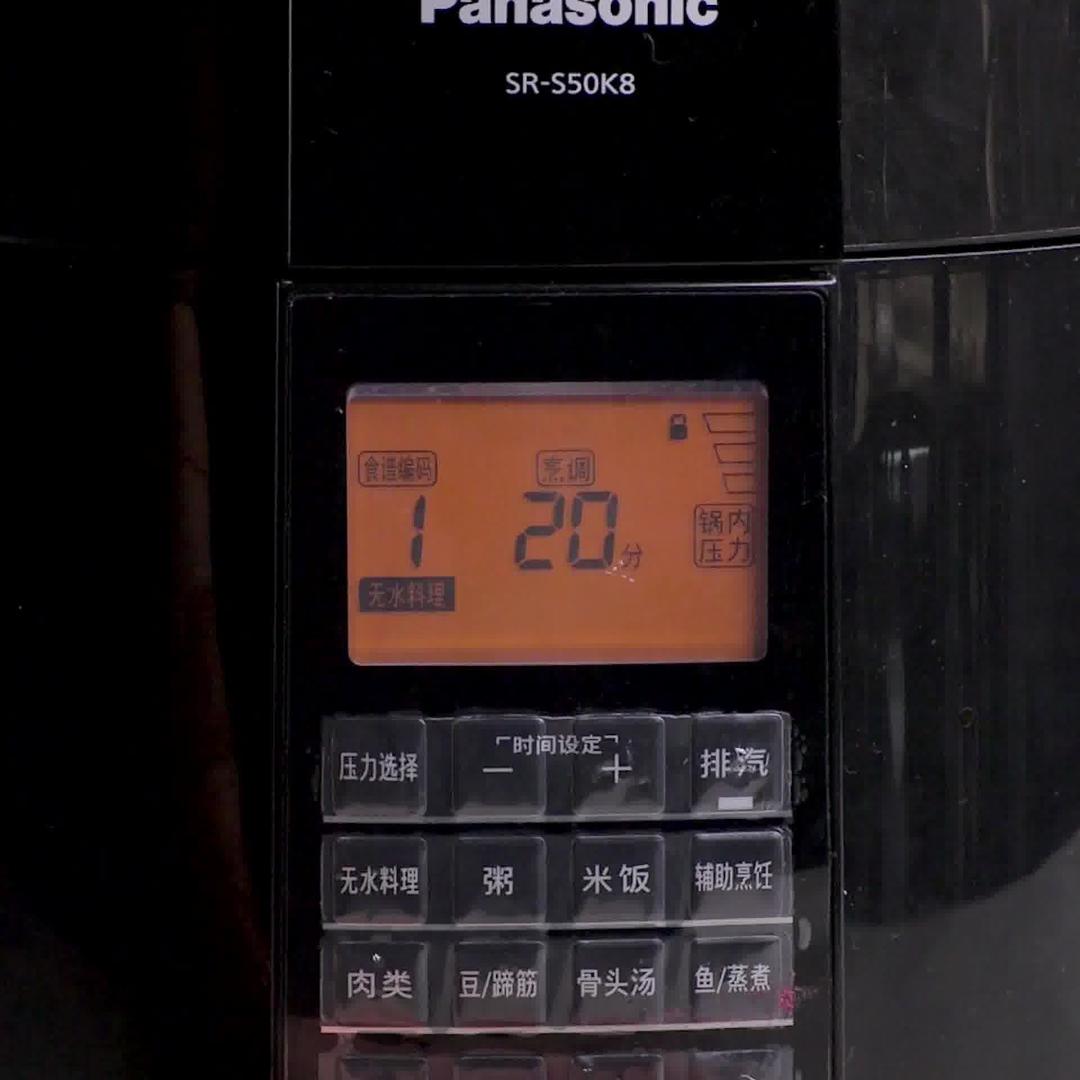 Panasonic
SR-S50K8
食谱编码 烹调
1 20分
锅内
压力
无水料理
压力选择 时间设定 排汽
− +
无水料理 粥 米饭 辅助烹饪
肉类 豆/蹄筋 骨头汤 鱼/蒸煮